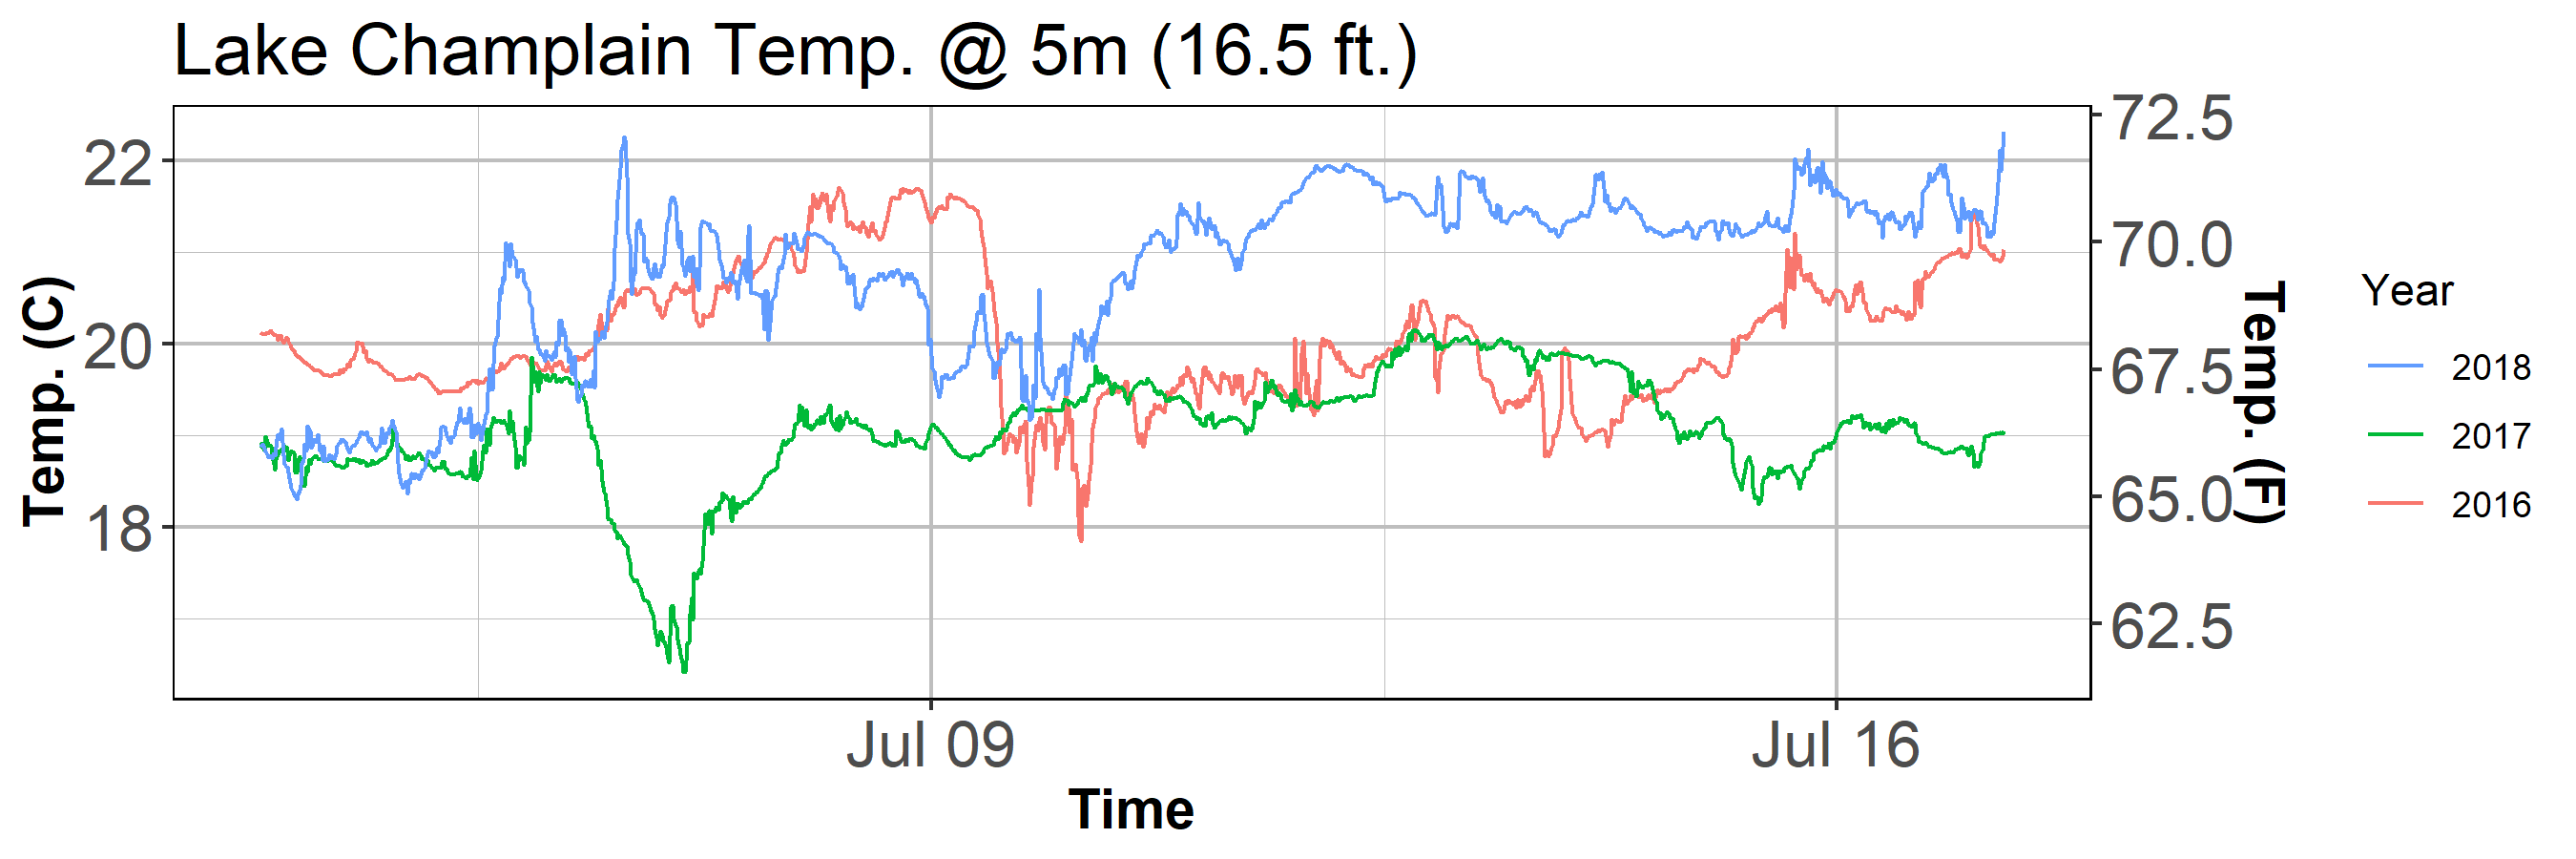 Lake Champlain Temp. @ 5m (16.5 ft.)
22
20
18
Temp. (C)
72.5
70.0
67.5
65.0
62.5
Temp. (F)
Jul 09
Jul 16
Time
Year
2018
2017
2016